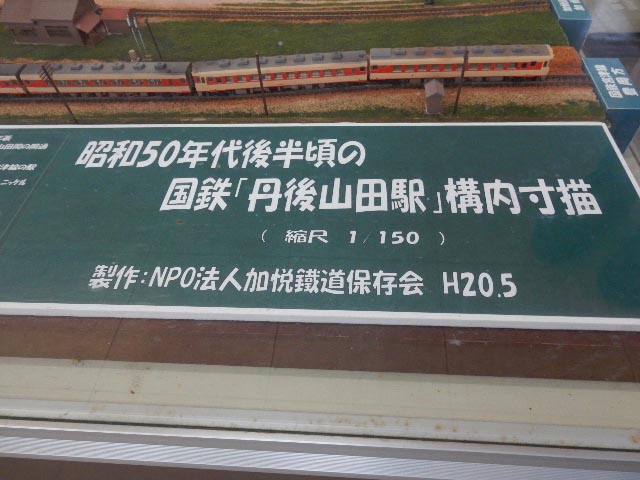 昭和50年代後半頃の
国鉄「丹後山田駅」構内寸描
( 縮尺 1/150 )
製作:NPO法人加悦鐵道保存会 H20.5